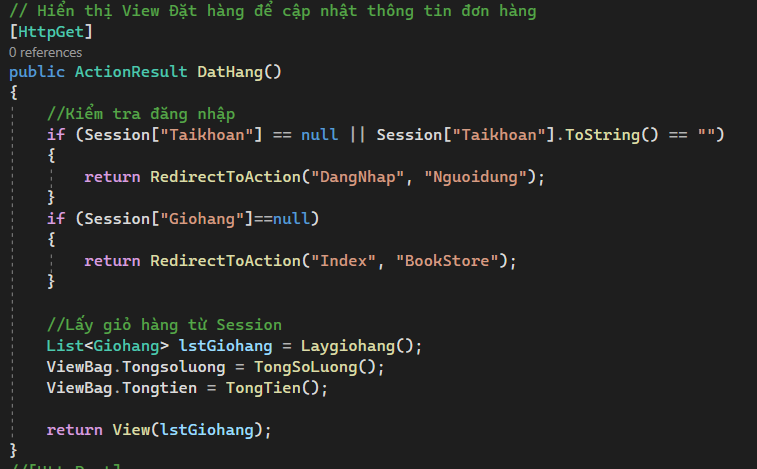 // Hiển thị View Đặt hàng để cập nhật thông tin đơn hàng
[HttpGet]
0 references
public ActionResult DatHang()
{
    //Kiểm tra đăng nhập
    if (Session["Taikhoan"] == null || Session["Taikhoan"].ToString() == "")
    {
        return RedirectToAction("DangNhap", "Nguoidung");
    }
    if (Session["Giohang"]==null)
    {
        return RedirectToAction("Index", "BookStore");
    }

    //Lấy giỏ hàng từ Session
    List<Giohang> lstGiohang = Laygiohang();
    ViewBag.Tongsoluong = TongSoLuong();
    ViewBag.Tongtien = TongTien();

    return View(lstGiohang);
}